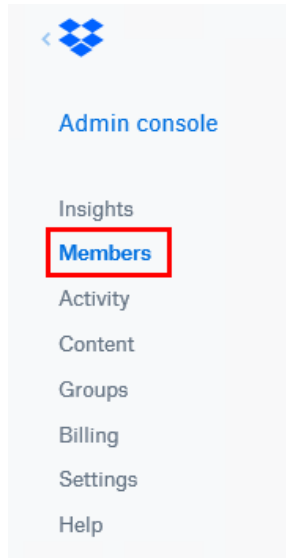 Admin console
Insights
Members
Activity
Content
Groups
Billing
Settings
Help